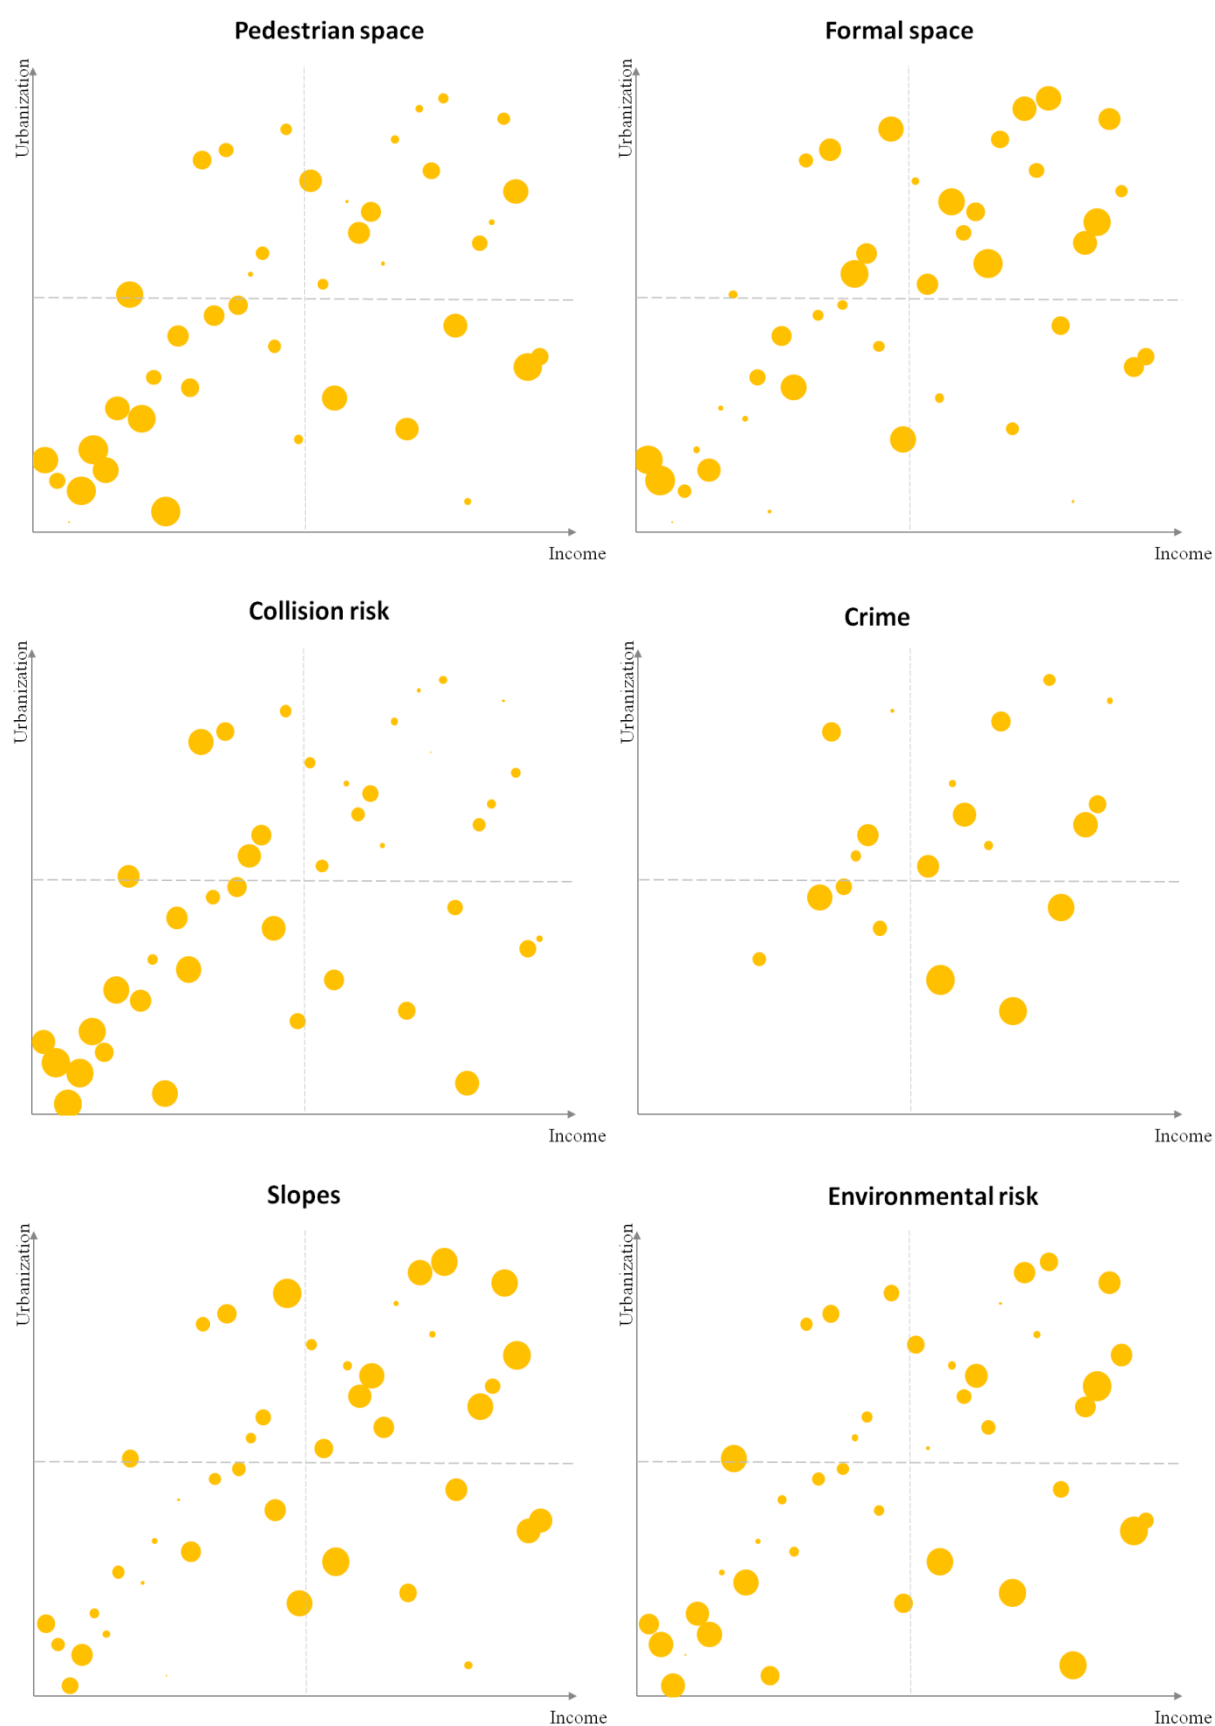 Pedestrian space
Formal space
Urbanization
Urbanization
Income
Income
Collision risk
Crime
Urbanization
Urbanization
Income
Income
Slopes
Environmental risk
Urbanization
Urbanization
Income
Income